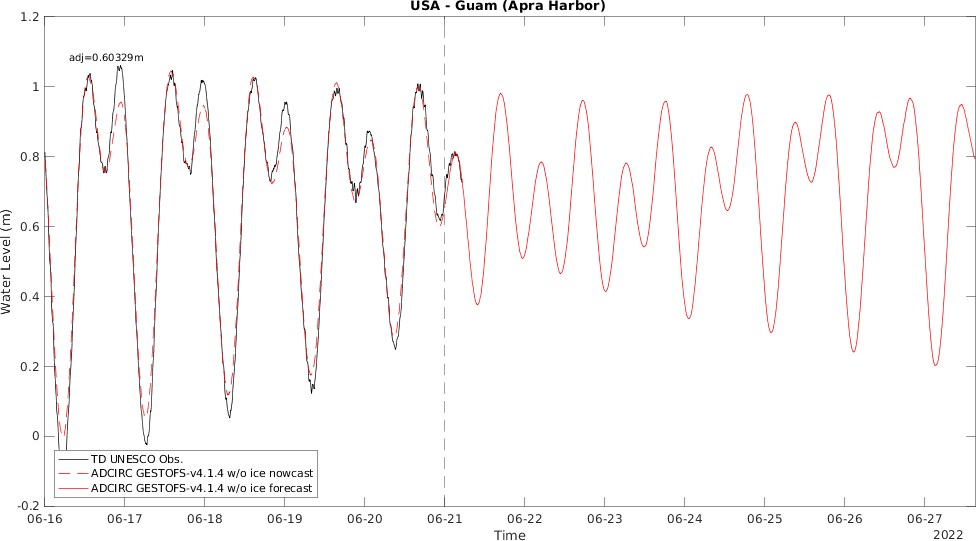 USA - Guam (Apra Harbor)
adj=0.60329m
1.2
1
0.8
0.6
0.4
0.2
0
-0.2
Water Level (m)
TD UNESCO Obs.
ADCIRC GESTOFS-v4.1.4 w/o ice nowcast
ADCIRC GESTOFS-v4.1.4 w/o ice forecast
06-16 06-17 06-18 06-19 06-20 06-21 06-22 06-23 06-24 06-25 06-26 06-27
Time
2022